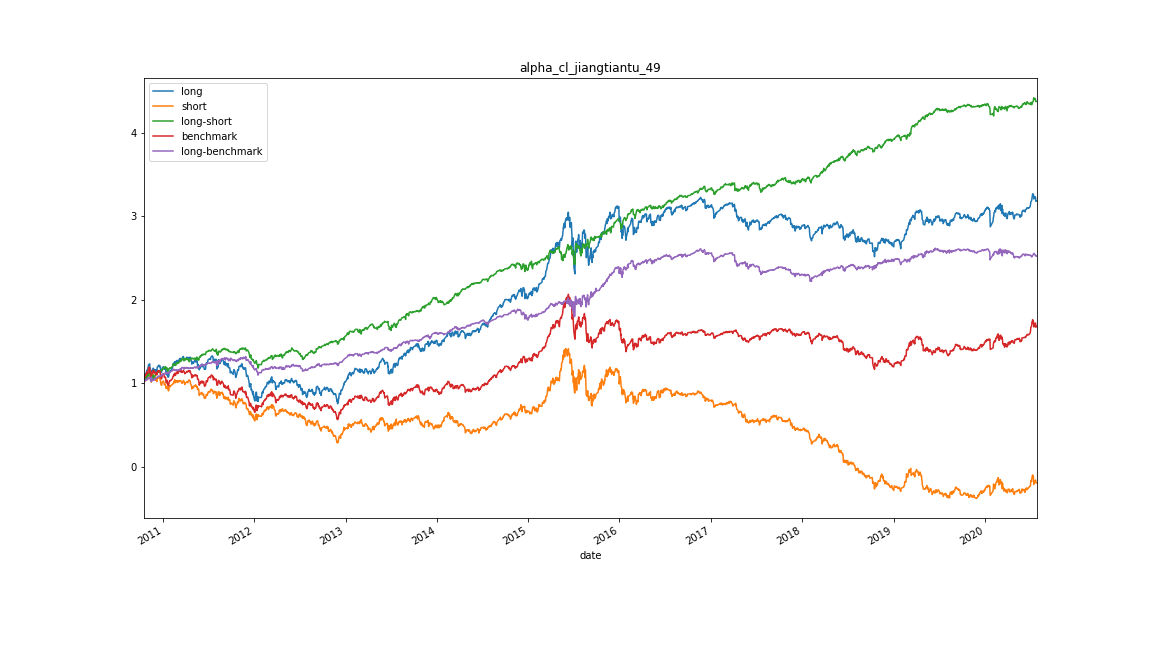 alpha_cl_jiangtiantu_49
long
short
long-short
benchmark
long-benchmark
4
3
2
1
0
2011 2012 2013 2014 2015 2016 2017 2018 2019 2020
date